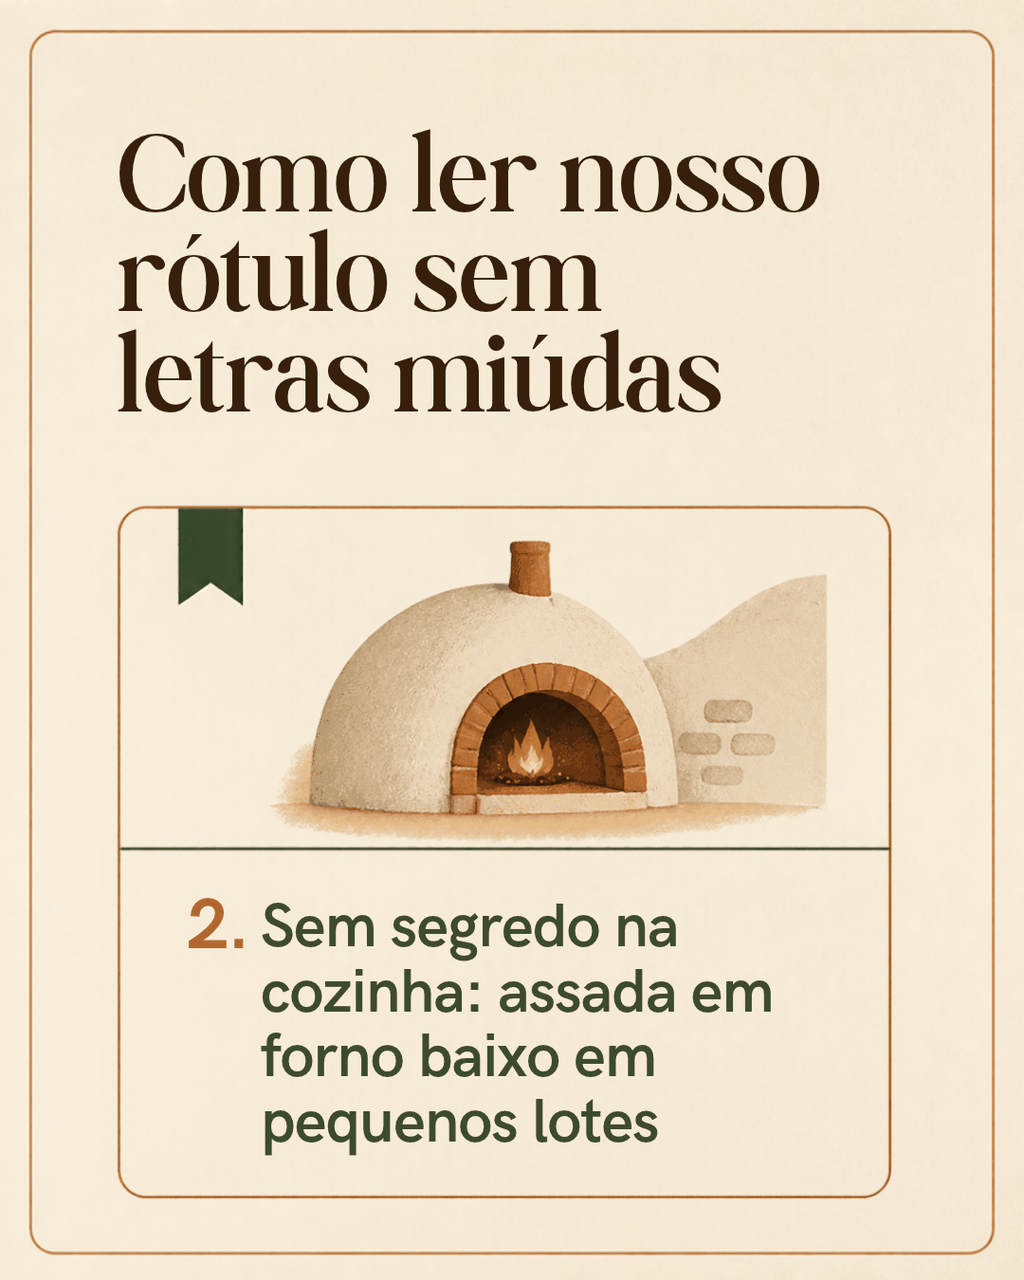 Como ler nosso
rótulo sem
letras miúdas
2. Sem segredo na
cozinha: assada em
forno baixo em
pequenos lotes